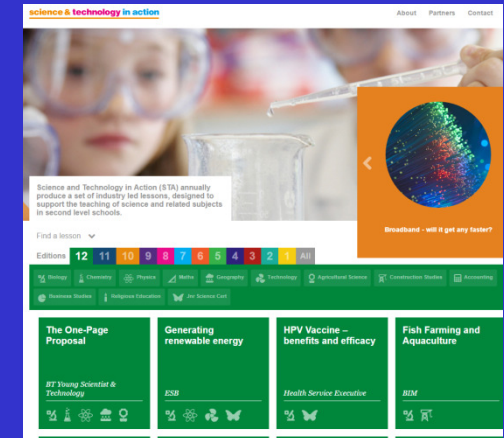 science & technology in action
About Partners Contact
Science and Technology in Action (STA) annually
produce a set of industry led lessons, designed to
support the teaching of science and related subjects
in second level schools.
Broadband - will it get any faster?
Find a lesson
Editions 12 11 10 9 8 7 6 5 4 3 2 1 All
Biology Chemistry Physics Maths Geography Technology Agricultural Science Construction Studies Accounting
Business Studies Religious Education Jnr Science Cert
The One-Page
Proposal
BT Young Scientist &
Technology
Generating
renewable energy
ESB
HPV Vaccine –
benefits and efficacy
Health Service Executive
Fish Farming and
Aquaculture
BIM